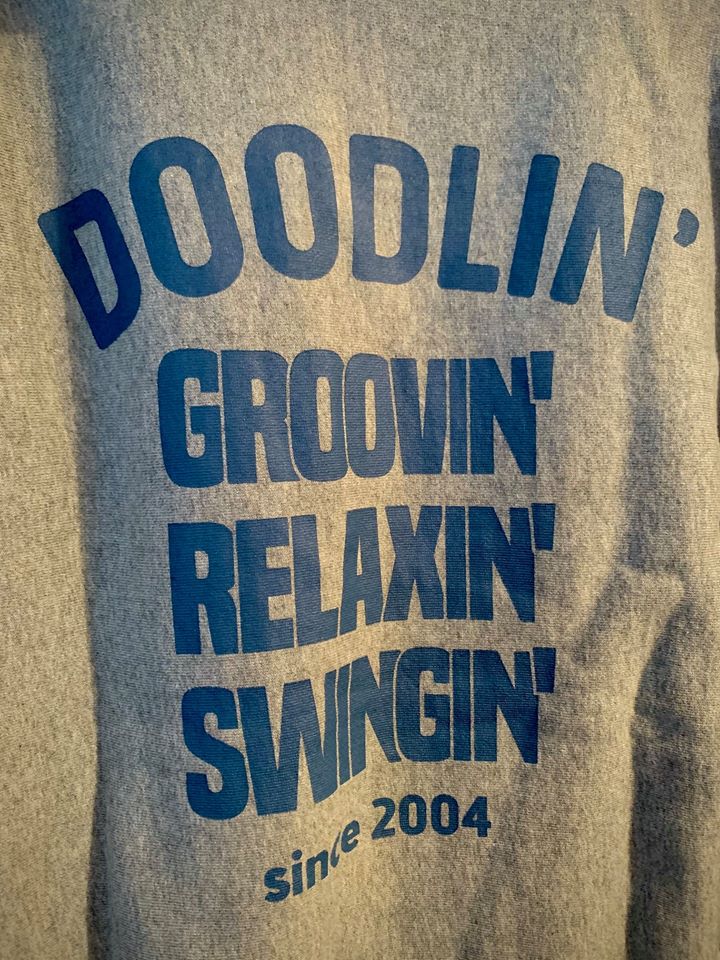 DOODLIN'
GROOVIN'
RELAXIN'
SWINGIN'
since 2004